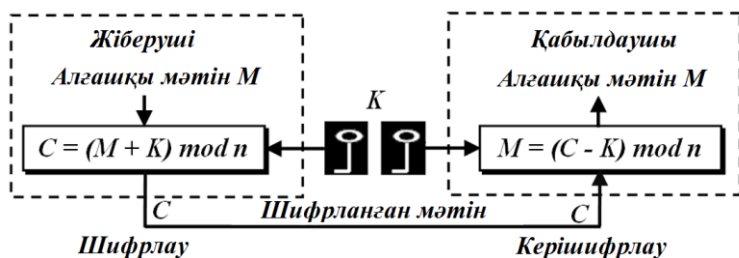 Жіберуші
Алғашқы мәтін M
C = (M + K) mod n
K
Қабылдаушы
Алғашқы мәтін M
M = (C - K) mod n
C
Шифрланған мәтін
C
Шифрлау
Керішифрлау